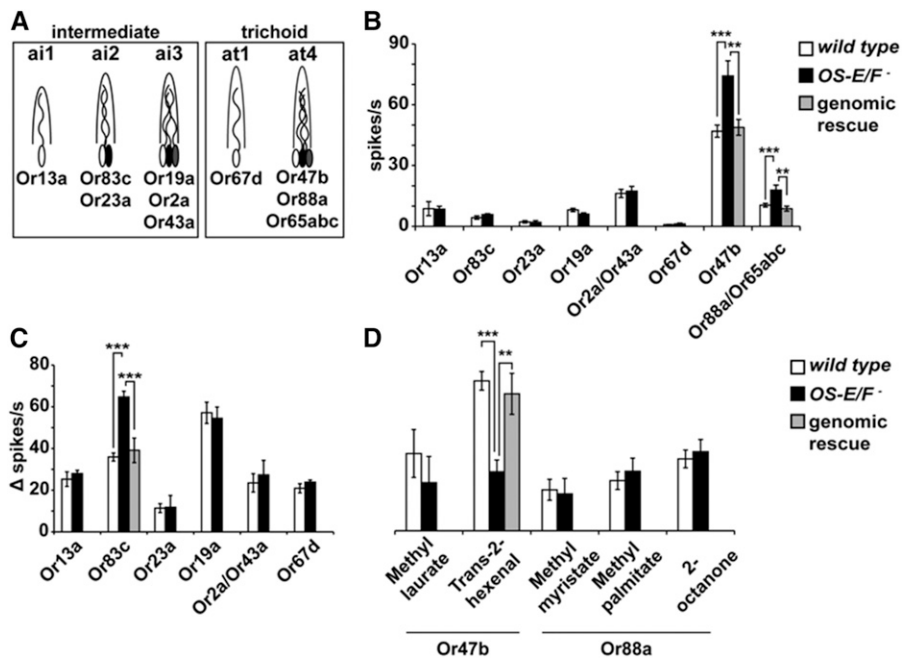 A
intermediate trichoid
ai1 ai2 ai3 at1 at4
Or13a Or83c Or19a Or67d Or47b
Or23a Or2a Or88a
Or43a Or65abc
B
spikes/s
90
60
30
0
*** **
*** **
Or13a Or83c Or23a Or19a Or2a/Or43a Or67d Or47b Or88a/Or65abc
wild type
OS-E/F -
genomic
rescue
C
Δ spikes/s
80
60
40
20
0
***
***
Or13a Or83c Or23a Or19a Or2a/Or43a Or67d
D
***
**
Methyl
laurate
Trans-2-
hexenal
Methyl
myristate
Methyl
palmitate
2-
octanone
Or47b Or88a
wild type
OS-E/F -
genomic
rescue